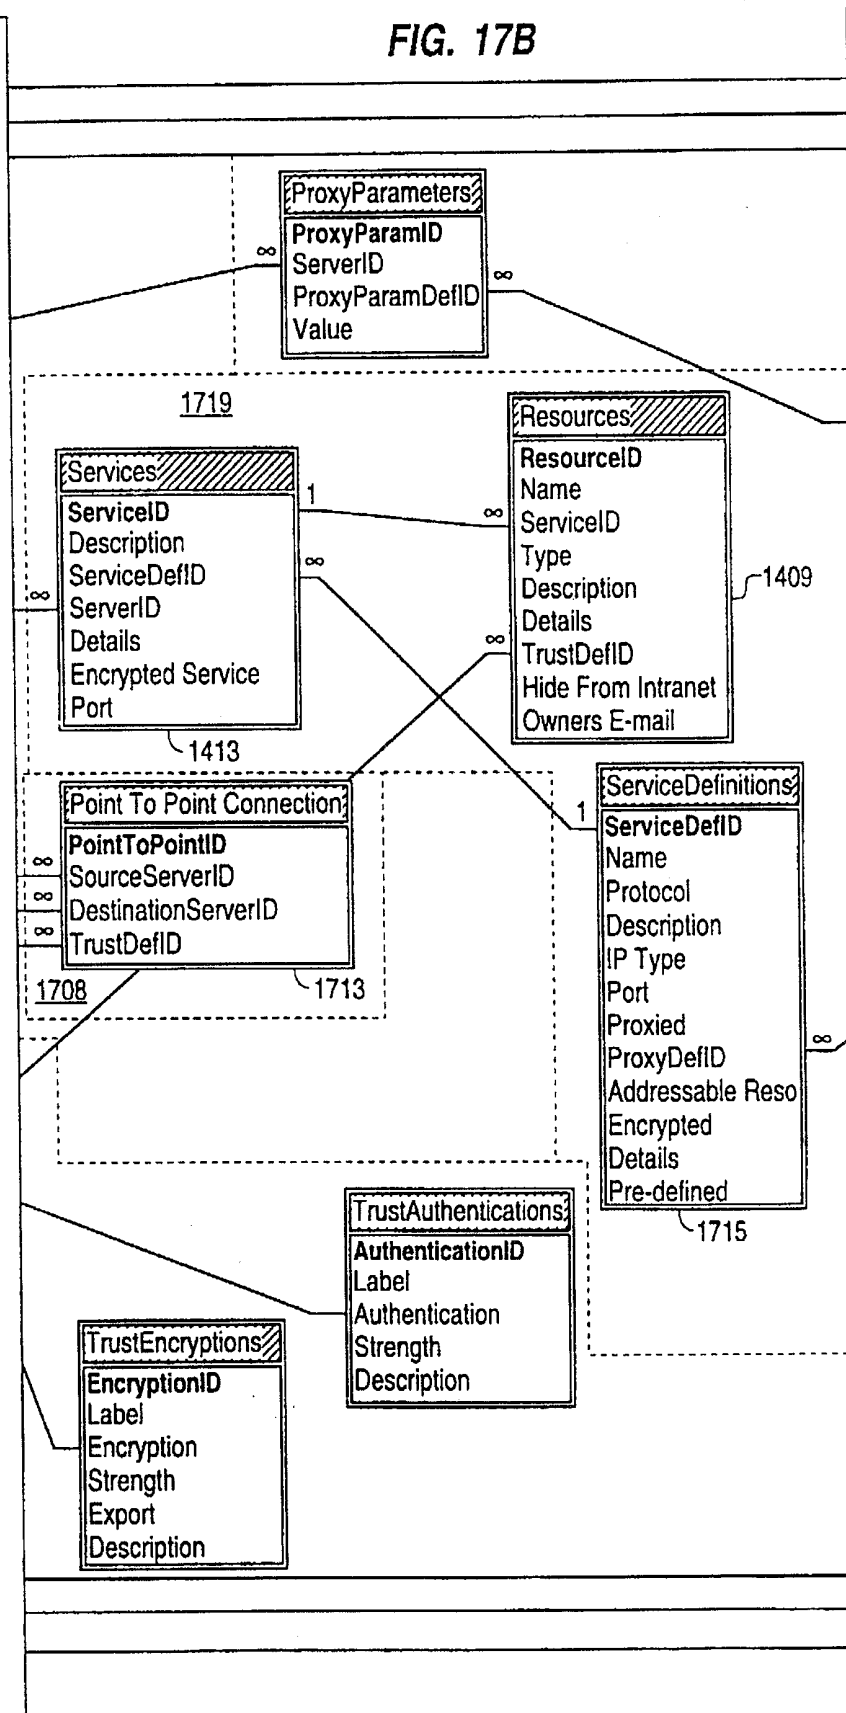 FIG. 17B
ProxyParameters
ProxyParamID
ServerID
ProxyParamDefID
Value
∞
∞
1719
Resources
ResourceID
Name
ServiceID
Type
Description
Details
TrustDefID
Hide From Intranet
Owners E-mail
1409
Services
ServiceID
Description
ServiceDefID
ServerID
Details
Encrypted Service
Port
1413
1
∞
∞
∞
∞
Point To Point Connection
PointToPointID
SourceServerID
DestinationServerID
TrustDefID
∞
∞
∞
1708
1713
1
ServiceDefinitions
ServiceDefID
Name
Protocol
Description
IP Type
Port
Proxied
ProxyDefID
Addressable Reso
Encrypted
Details
Pre-defined
∞
1715
TrustAuthentications
AuthenticationID
Label
Authentication
Strength
Description
TrustEncryptions
EncryptionID
Label
Encryption
Strength
Export
Description